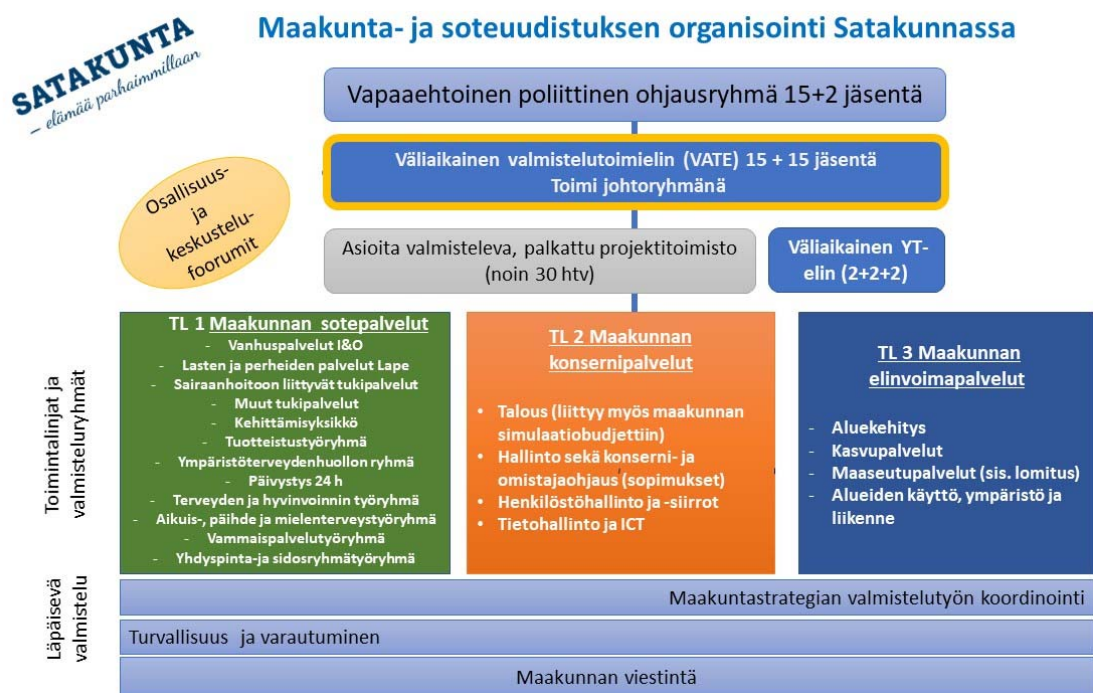 SATAKUNTA
– elämää parhaimmillaan
Maakunta- ja soteuudistuksen organisointi Satakunnassa
Vapaaehtoinen poliittinen ohjausryhmä 15+2 jäsentä
Väliaikainen valmistelutoimielin (VATE) 15 + 15 jäsentä
Toimi johtoryhmänä
Osallisuus-
ja
keskustelu-
foorumit
Asioita valmisteleva, palkattu projektitoimisto
(noin 30 htv)
Väliaikainen YT-
elin (2+2+2)
Toimintalinjat ja
valmisteluryhmät
TL 1 Maakunnan sotepalvelut
- Vanhuspalvelut I&O
- Lasten ja perheiden palvelut Lape
- Sairaanhoitoon liittyvät tukipalvelut
- Muut tukipalvelut
- Kehittämisyksikkö
- Tuotteistustyöryhmä
- Ympäristöterveydenhuollon ryhmä
- Päivystys 24 h
- Terveyden ja hyvinvoinnin työryhmä
- Aikuis-, päihde ja mielenterveystyöryhmä
- Vammaispalvelutyöryhmä
- Yhdyspinta-ja sidosryhmätyöryhmä
TL 2 Maakunnan
konsernipalvelut
• Talous (liittyy myös maakunnan
simulaatiobudjettiin)
• Hallinto sekä konserni- ja
omistajaohjaus (sopimukset)
• Henkilöstöhallinto ja -siirrot
• Tietohallinto ja ICT
TL 3 Maakunnan
elinvoimapalvelut
- Aluekehitys
- Kasvupalvelut
- Maaseutupalvelut (sis. lomitus)
- Alueiden käyttö, ympäristö ja
liikenne
Läpäisevä
valmistelu
Maakuntastrategian valmistelutyön koordinointi
Turvallisuus ja varautuminen
Maakunnan viestintä